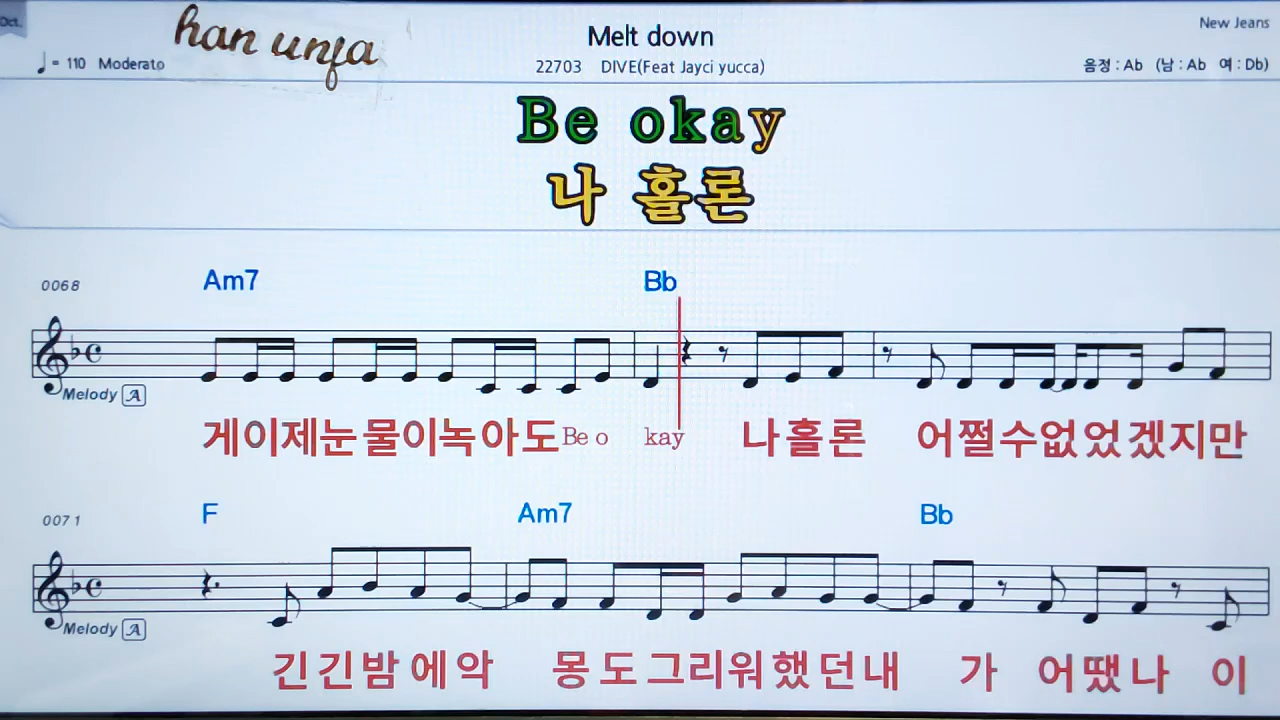 Oct.
han unja
Melt down
New Jeans
= 110 Moderato
22703 DIVE(Feat Jayci yucca)
음정 : Ab (남 : Ab 여 : Db)
Be okay
나 홀론
0068 Am7 Bb
Melody A
게이제눈물이녹아도Be o kay 나홀론 어쩔수없었겠지만
0071 F Am7 Bb
Melody A
긴긴밤에악 몽도그리워했던내 가 어땠나 이